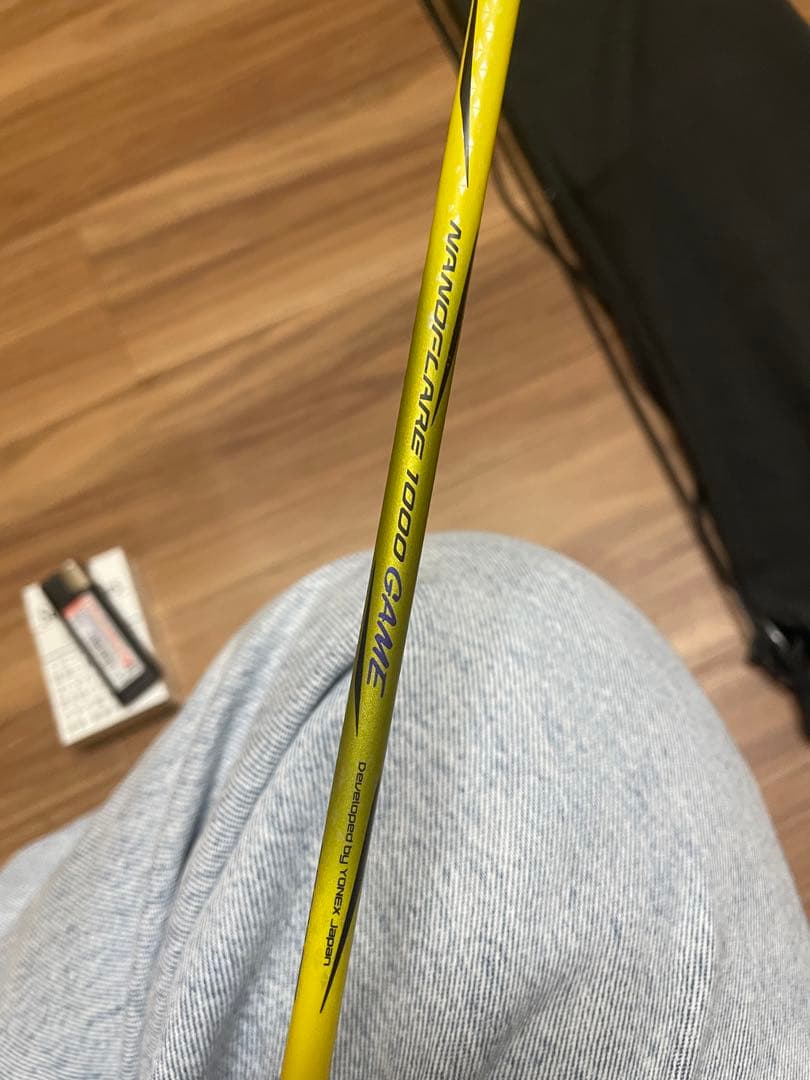 NANOFLARE 1000 GAME
Developed by YONEX Japan